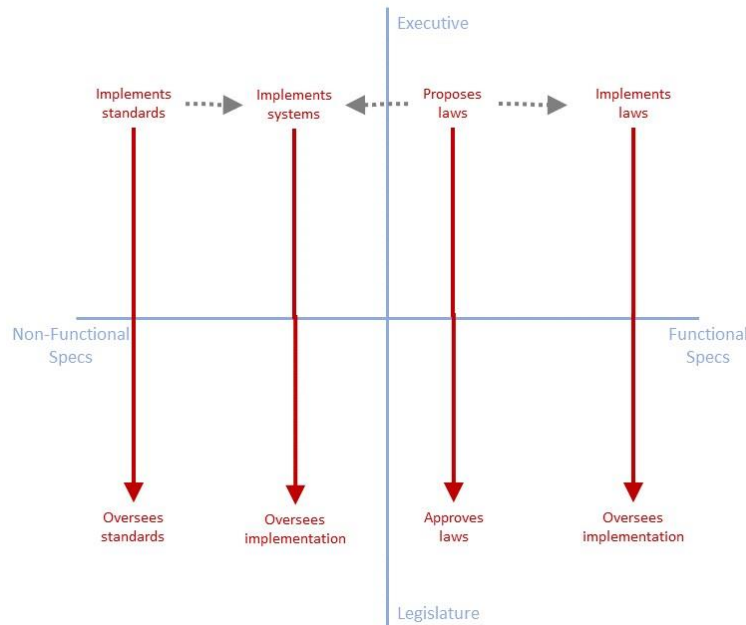 Executive
Implements
standards
Implements
systems
Proposes
laws
Implements
laws
Non-Functional
Specs
Functional
Specs
Oversees
standards
Oversees
implementation
Approves
laws
Oversees
implementation
Legislature